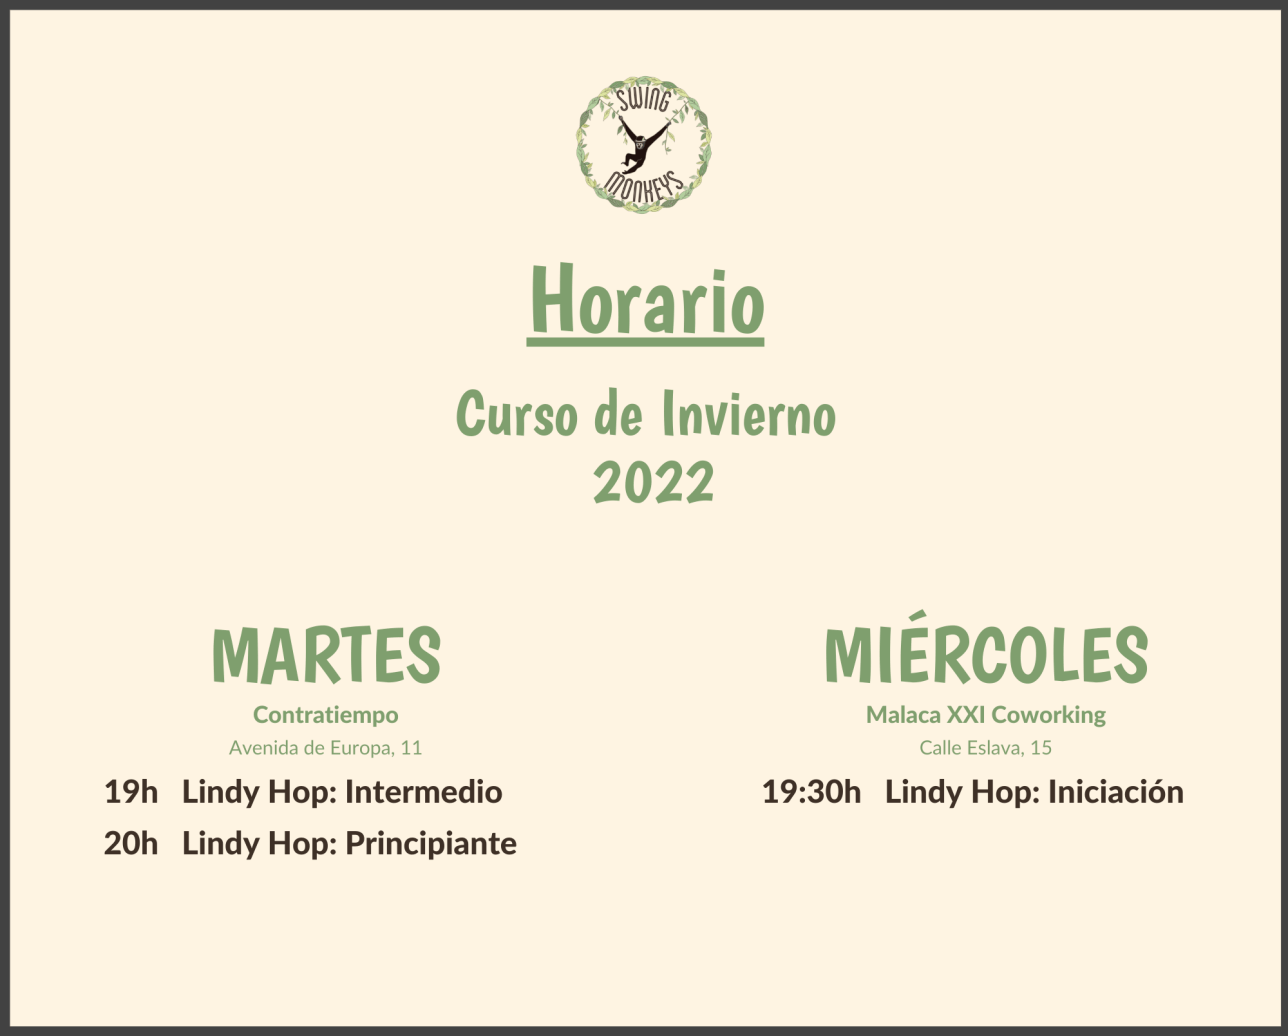 SWING
MONKEYS
Horario
Curso de Invierno
2022
MARTES
Contratiempo
Avenida de Europa, 11
19h Lindy Hop: Intermedio
20h Lindy Hop: Principiante
MIÉRCOLES
Malaca XXI Coworking
Calle Eslava, 15
19:30h Lindy Hop: Iniciación